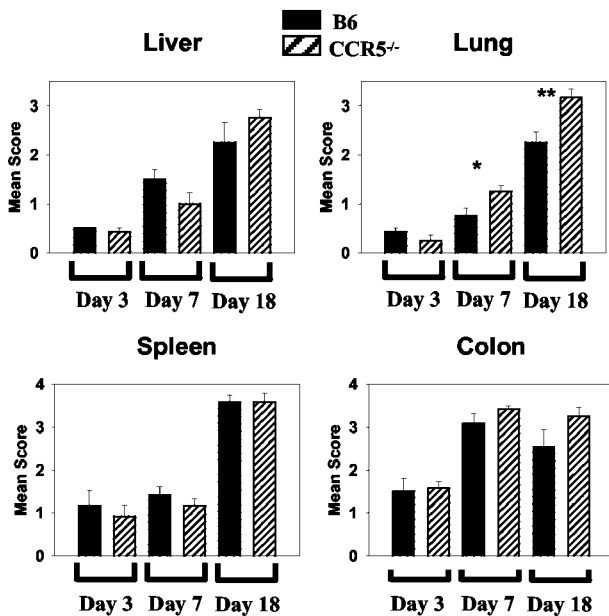 B6
CCR5-/-
Liver
Lung
Mean Score
3
2
1
0
Day 3
Day 7
Day 18
Mean Score
3
2
1
0
*
**
Day 3
Day 7
Day 18
Spleen
Colon
Mean Score
4
3
2
1
0
Day 3
Day 7
Day 18
Mean Score
4
3
2
1
0
Day 3
Day 7
Day 18